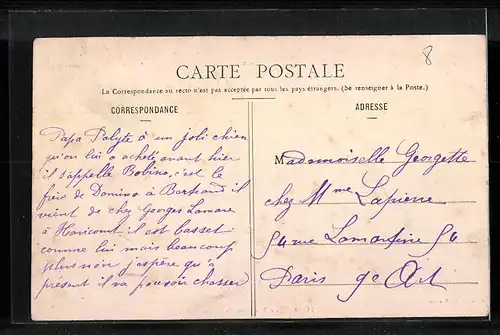 8
CARTE POSTALE
La Correspondance au recto n'est pas acceptée par tous les pays étrangers. (Se renseigner à la Poste.)
CORRESPONDANCE
Papa Polyte à un joli chien
qu'on lui a acheté avant hier
il s'appelle Bobino, c'est le
frère de Domino à Bertrand il
vient de chez Georges Lamare
à Haricourt il est basset
comme lui mais beaucoup
plus noir j'espère qu'à
présent il va pouvoir chasser
ADRESSE
Mademoiselle Georgette
chez Mme Lapierre
54 rue Lamartine 54
Paris 9e Art